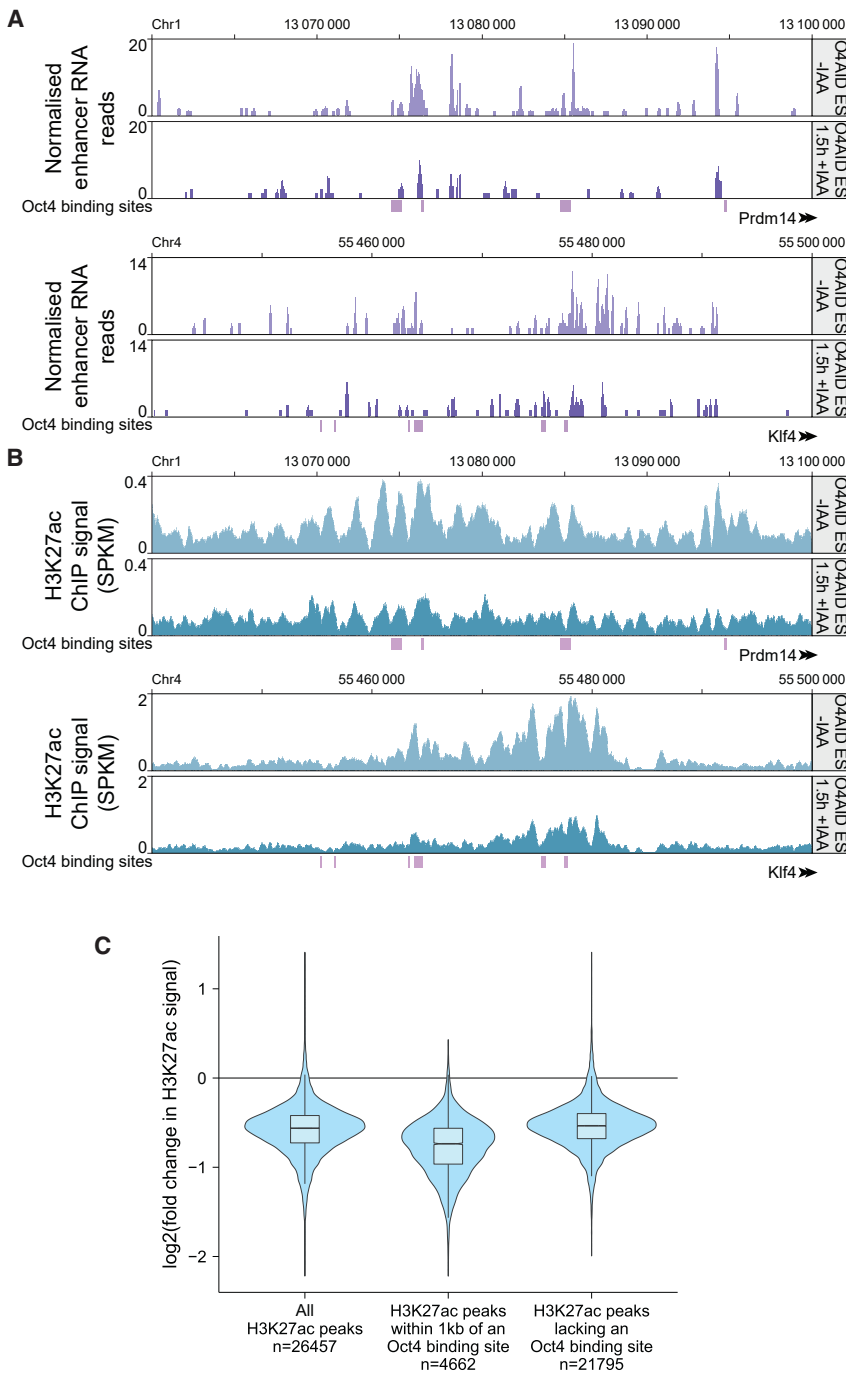 A
Chr1 13 070 000 13 080 000 13 090 000 13 100 000
Normalised
enhancer RNA
reads
20
0
O4AID ES
-IAA
20
0
O4AID ES
1.5h +IAA
Oct4 binding sites
Prdm14
Chr4 55 460 000 55 480 000 55 500 000
Normalised
enhancer RNA
reads
14
0
O4AID ES
-IAA
14
0
O4AID ES
1.5h +IAA
Oct4 binding sites
Klf4
B
Chr1 13 070 000 13 080 000 13 090 000 13 100 000
H3K27ac
ChIP signal
(SPKM)
0.4
0
O4AID ES
-IAA
0.4
0
O4AID ES
1.5h +IAA
Oct4 binding sites
Prdm14
Chr4 55 460 000 55 480 000 55 500 000
H3K27ac
ChIP signal
(SPKM)
2
0
O4AID ES
-IAA
2
0
O4AID ES
1.5h +IAA
Oct4 binding sites
Klf4
C
log2(fold change in H3K27ac signal)
1
0
−1
−2
All
H3K27ac peaks
n=26457
H3K27ac peaks
within 1kb of an
Oct4 binding site
n=4662
H3K27ac peaks
lacking an
Oct4 binding site
n=21795